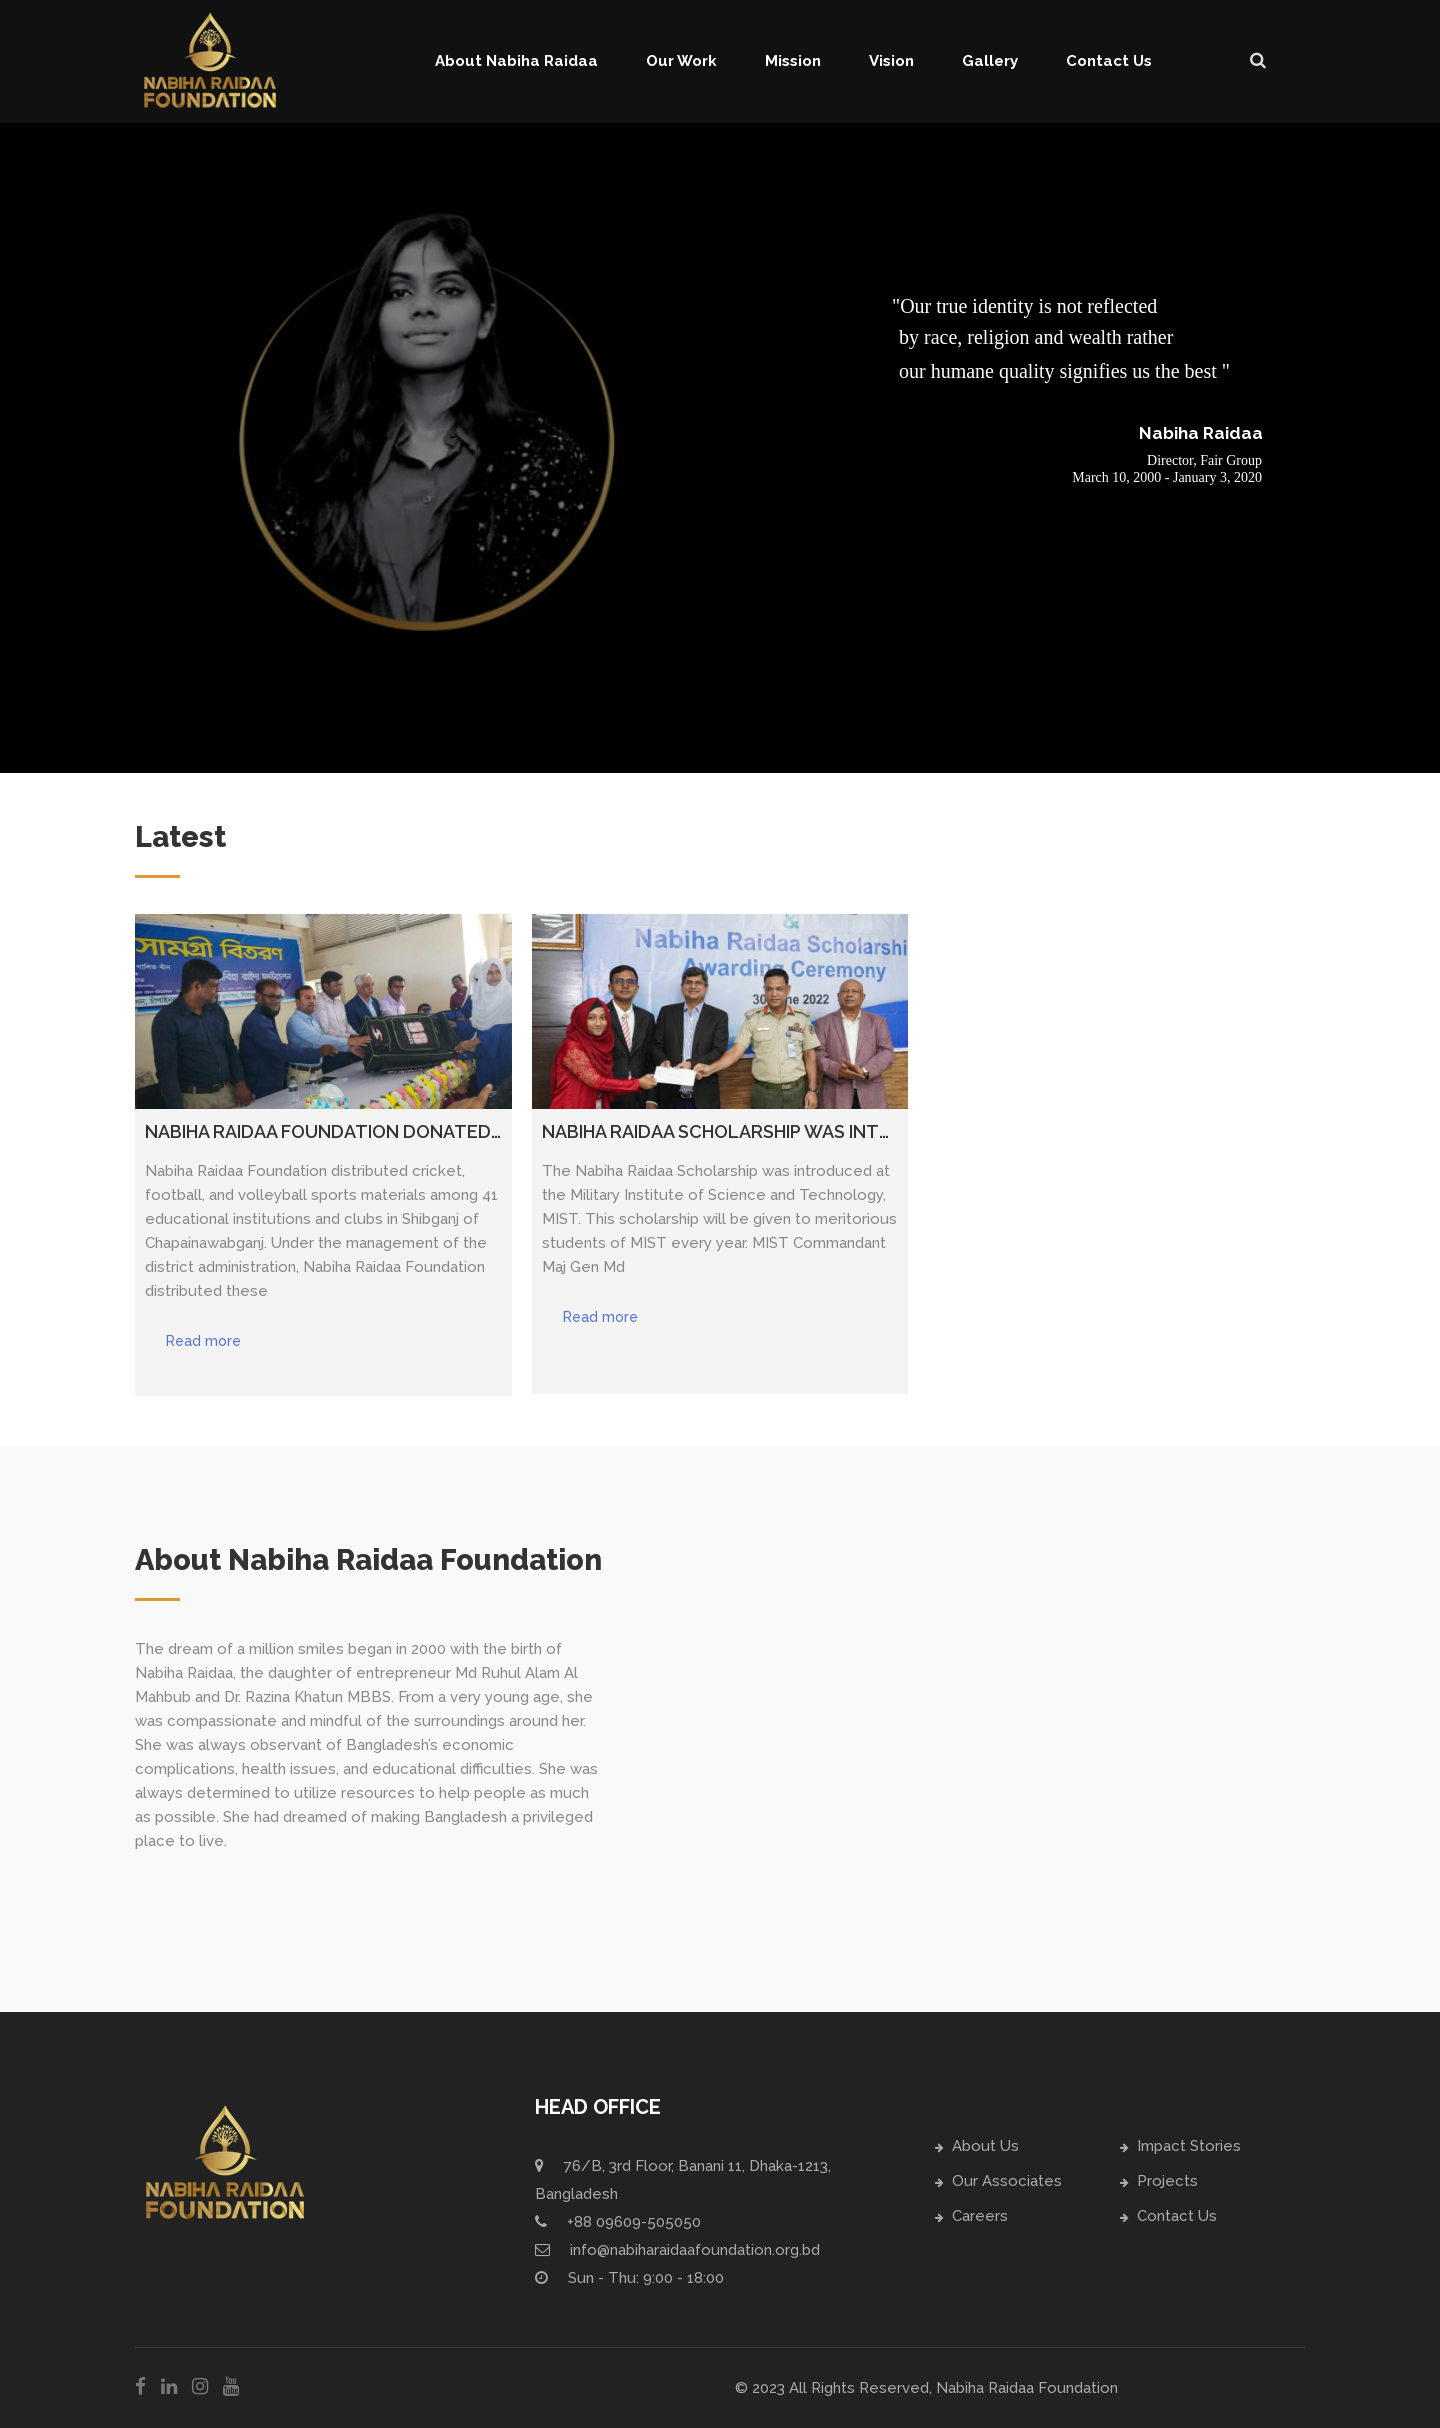 NABIHA RAIDAA
FOUNDATION
About Nabiha Raidaa
Our Work
Mission
Vision
Gallery
Contact Us
"Our true identity is not reflected
by race, religion and wealth rather
our humane quality signifies us the best "
Nabiha Raidaa
Director, Fair Group
March 10, 2000 - January 3, 2020
Latest
সামগ্রী বিতরণ
Nabiha Raidaa Scholarshi
Awarding Ceremony
30 June 2022
NABIHA RAIDAA FOUNDATION DONATED...
Nabiha Raidaa Foundation distributed cricket,
football, and volleyball sports materials among 41
educational institutions and clubs in Shibganj of
Chapainawabganj. Under the management of the
district administration, Nabiha Raidaa Foundation
distributed these
Read more
NABIHA RAIDAA SCHOLARSHIP WAS INT...
The Nabiha Raidaa Scholarship was introduced at
the Military Institute of Science and Technology,
MIST. This scholarship will be given to meritorious
students of MIST every year. MIST Commandant
Maj Gen Md
Read more
About Nabiha Raidaa Foundation
The dream of a million smiles began in 2000 with the birth of
Nabiha Raidaa, the daughter of entrepreneur Md Ruhul Alam Al
Mahbub and Dr. Razina Khatun MBBS. From a very young age, she
was compassionate and mindful of the surroundings around her.
She was always observant of Bangladesh's economic
complications, health issues, and educational difficulties. She was
always determined to utilize resources to help people as much
as possible. She had dreamed of making Bangladesh a privileged
place to live.
NABIHA RAIDAA
FOUNDATION
HEAD OFFICE
76/B, 3rd Floor, Banani 11, Dhaka-1213,
Bangladesh
+88 09609-505050
info@nabiharaidaafoundation.org.bd
Sun - Thu: 9:00 - 18:00
About Us
Our Associates
Careers
Impact Stories
Projects
Contact Us
© 2023 All Rights Reserved, Nabiha Raidaa Foundation